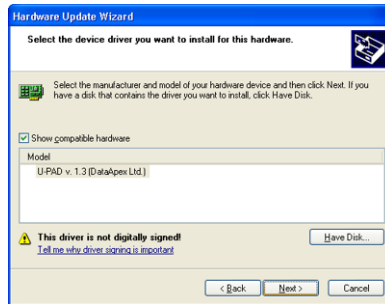 Hardware Update Wizard
Select the device driver you want to install for this hardware.
Select the manufacturer and model of your hardware device and then click Next. If you
have a disk that contains the driver you want to install, click Have Disk.
Show compatible hardware
Model
U-PAD v. 1.3 (DataApex Ltd.)
This driver is not digitally signed!
Have Disk...
Tell me why driver signing is important
< Back
Next >
Cancel